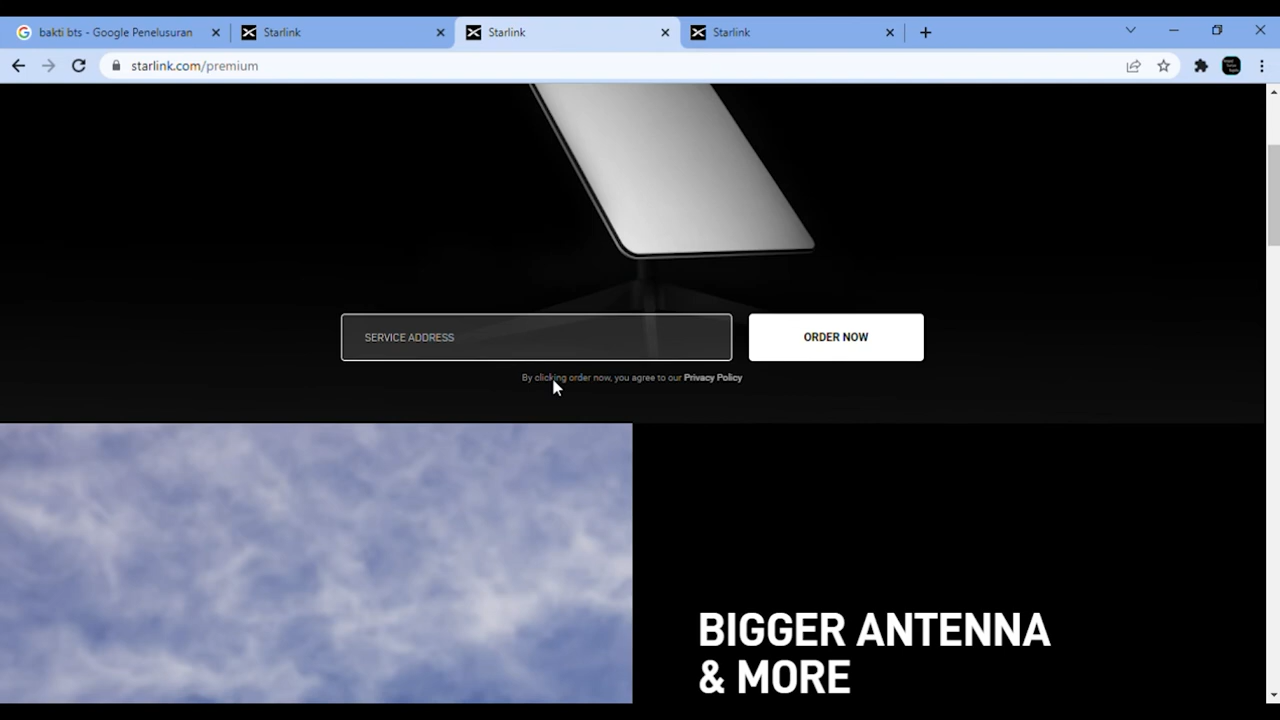 bakti bts - Google Penelusuran
Starlink
Starlink
Starlink
starlink.com/premium
SERVICE ADDRESS
ORDER NOW
By clicking order now, you agree to our Privacy Policy
BIGGER ANTENNA
& MORE